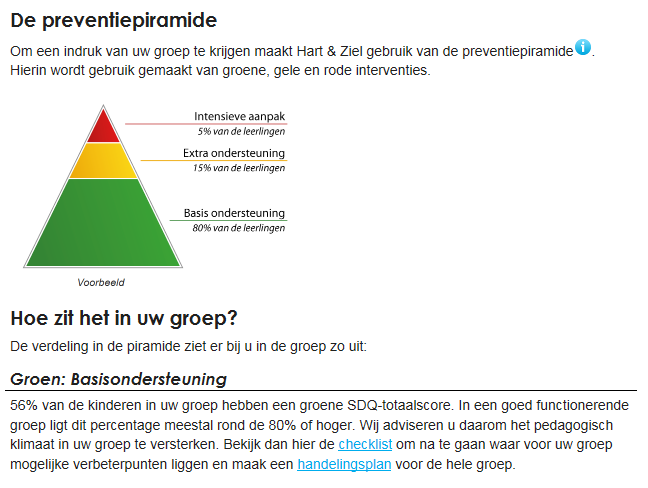 De preventiepiramide
Om een indruk van uw groep te krijgen maakt Hart & Ziel gebruik van de preventiepiramide i.
Hierin wordt gebruik gemaakt van groene, gele en rode interventies.
Intensieve aanpak
5% van de leerlingen
Extra ondersteuning
15% van de leerlingen
Basis ondersteuning
80% van de leerlingen
Voorbeeld
Hoe zit het in uw groep?
De verdeling in de piramide ziet er bij u in de groep zo uit:
Groen: Basisondersteuning
56% van de kinderen in uw groep hebben een groene SDQ-totaalscore. In een goed functionerende
groep ligt dit percentage meestal rond de 80% of hoger. Wij adviseren u daarom het pedagogisch
klimaat in uw groep te versterken. Bekijk dan hier de checklist om na te gaan waar voor uw groep
mogelijke verbeterpunten liggen en maak een handelingsplan voor de hele groep.